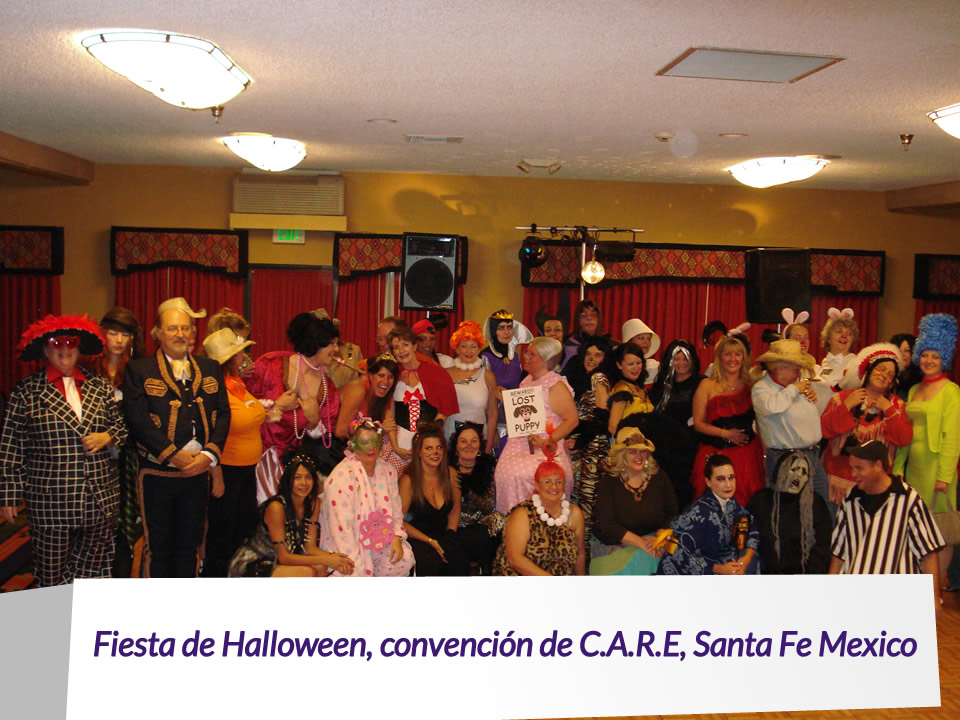 EXIT
REWARD!!
LOST
PUPPY
Fiesta de Halloween, convención de C.A.R.E, Santa Fe Mexico